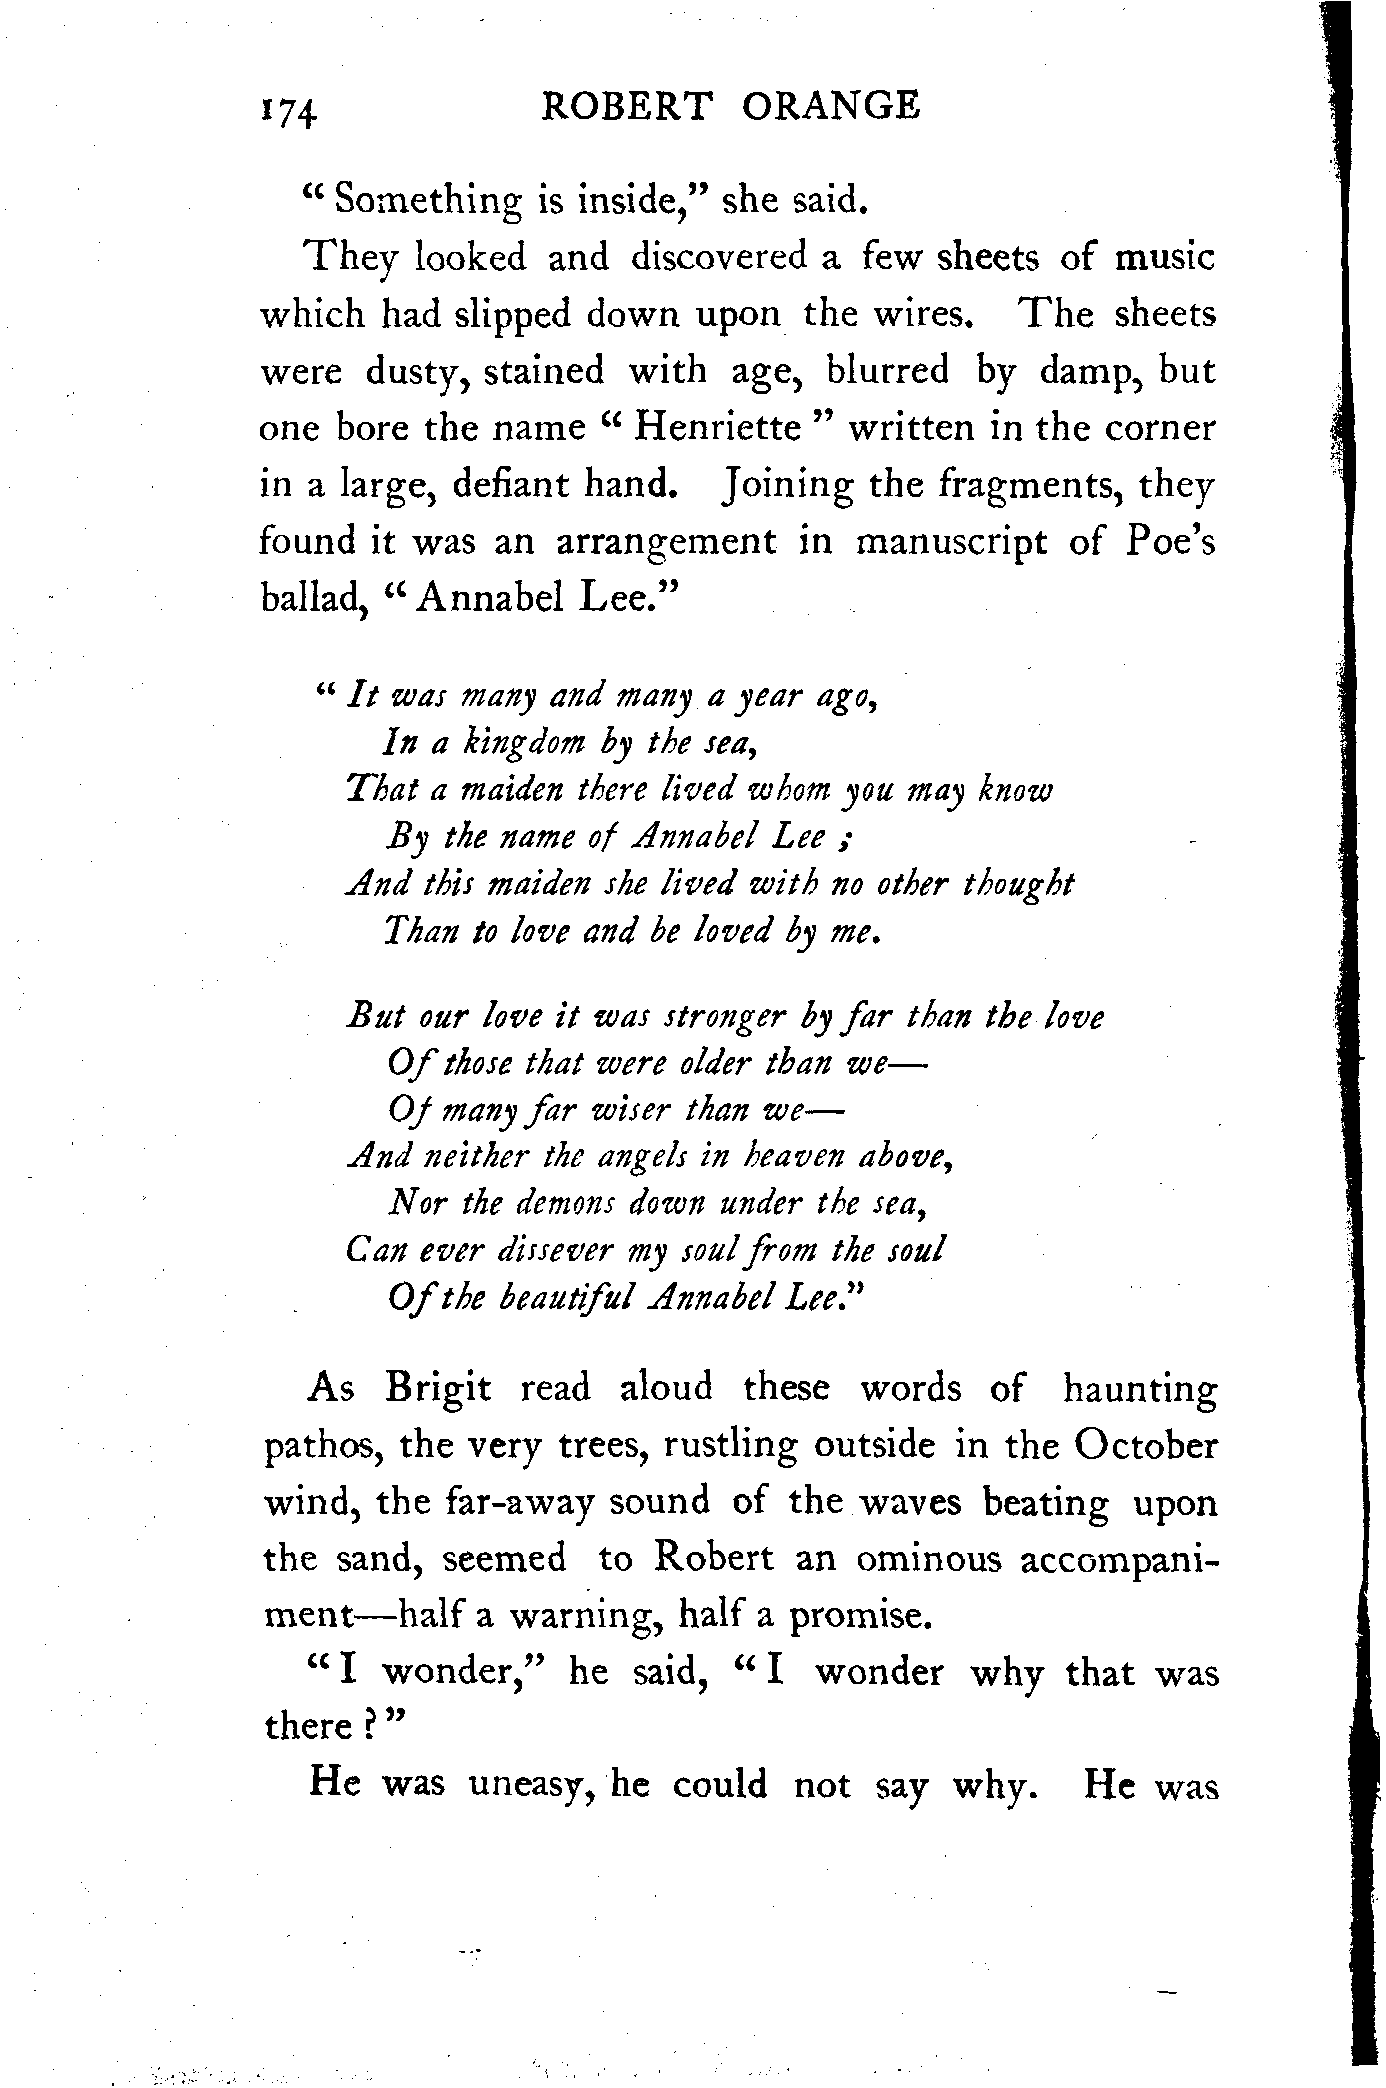 174 ROBERT ORANGE
“ Something is inside,” she said.
They looked and discovered a few sheets of music
which had slipped down upon the wires. The sheets
were dusty, stained with age, blurred by damp, but
one bore the name “ Henriette ” written in the corner
in a large, defiant hand. Joining the fragments, they
found it was an arrangement in manuscript of Poe’s
ballad, “ Annabel Lee.”
“ It was many and many a year ago,
In a kingdom by the sea,
That a maiden there lived whom you may know
By the name of Annabel Lee ;
And this maiden she lived with no other thought
Than to love and be loved by me.
But our love it was stronger by far than the love
Of those that were older than we—
Of many far wiser than we—
And neither the angels in heaven above,
Nor the demons down under the sea,
Can ever dissever my soul from the soul
Of the beautiful Annabel Lee.”
As Brigit read aloud these words of haunting
pathos, the very trees, rustling outside in the October
wind, the far-away sound of the waves beating upon
the sand, seemed to Robert an ominous accompani-
ment—half a warning, half a promise.
“ I wonder,” he said, “ I wonder why that was
there ? ”
He was uneasy, he could not say why. He was